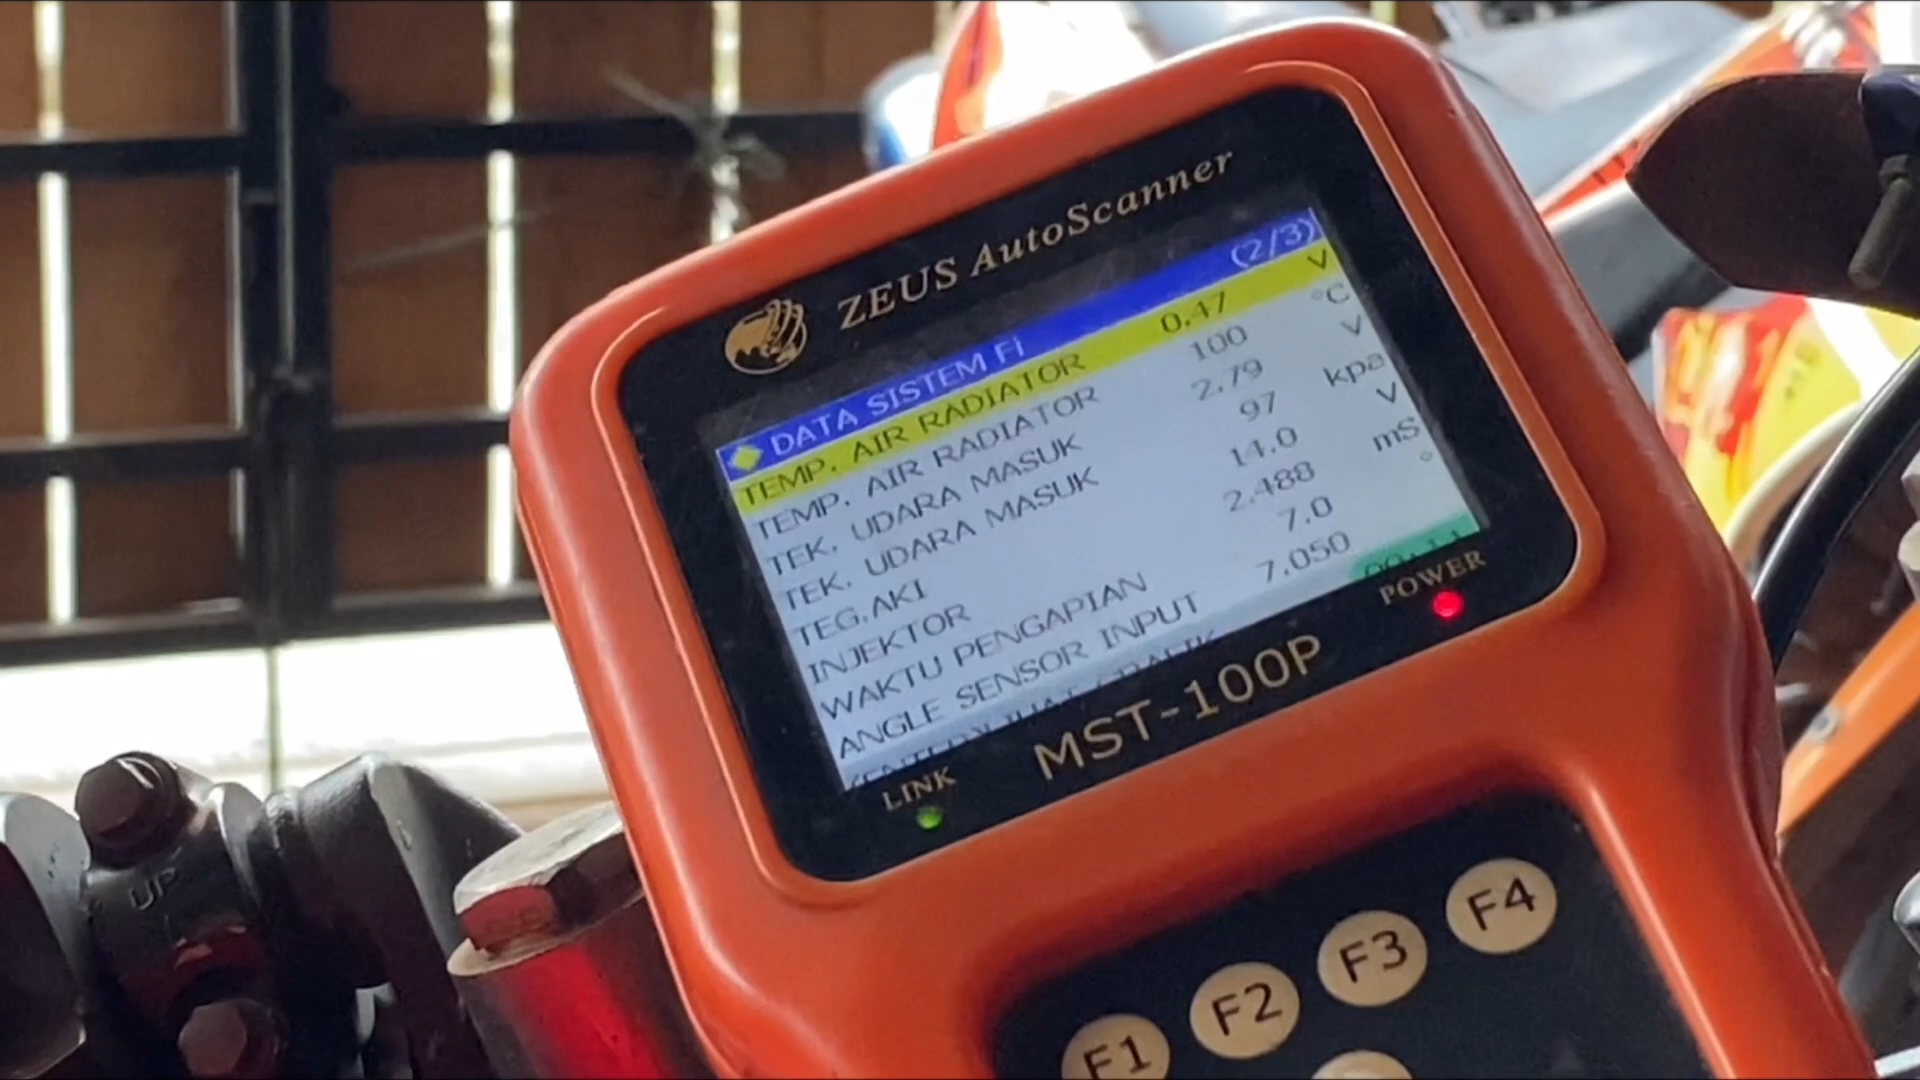 ZEUS AutoScanner
DATA SISTEM Fi (2/3)
TEMP. AIR RADIATOR 0.47 V
TEMP. AIR RADIATOR 100 °C
TEK. UDARA MASUK 2.79 V
TEK. UDARA MASUK 97 kpa
TEG.AKI 14.0 V
INJEKTOR 2.488 mS
WAKTU PENGAPIAN 7.0 °
ANGLE SENSOR INPUT 7.050
LINK
MST-100P
POWER
F1 F2 F3 F4
UP